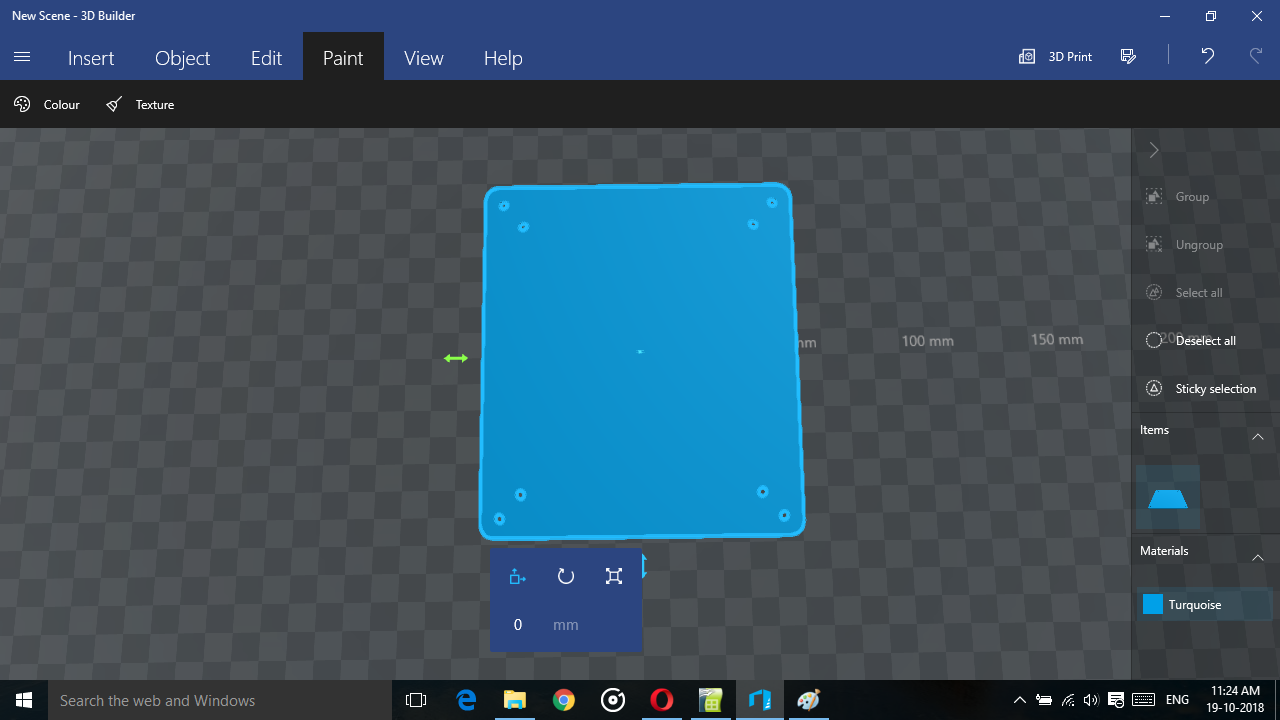 New Scene - 3D Builder
Insert Object Edit Paint View Help 3D Print
Colour Texture
Group
Ungroup
Select all
mm 100 mm 150 mm 200 mm
Deselect all
Sticky selection
Items
Materials
Turquoise
0 mm
Search the web and Windows
ENG
11:24 AM
19-10-2018